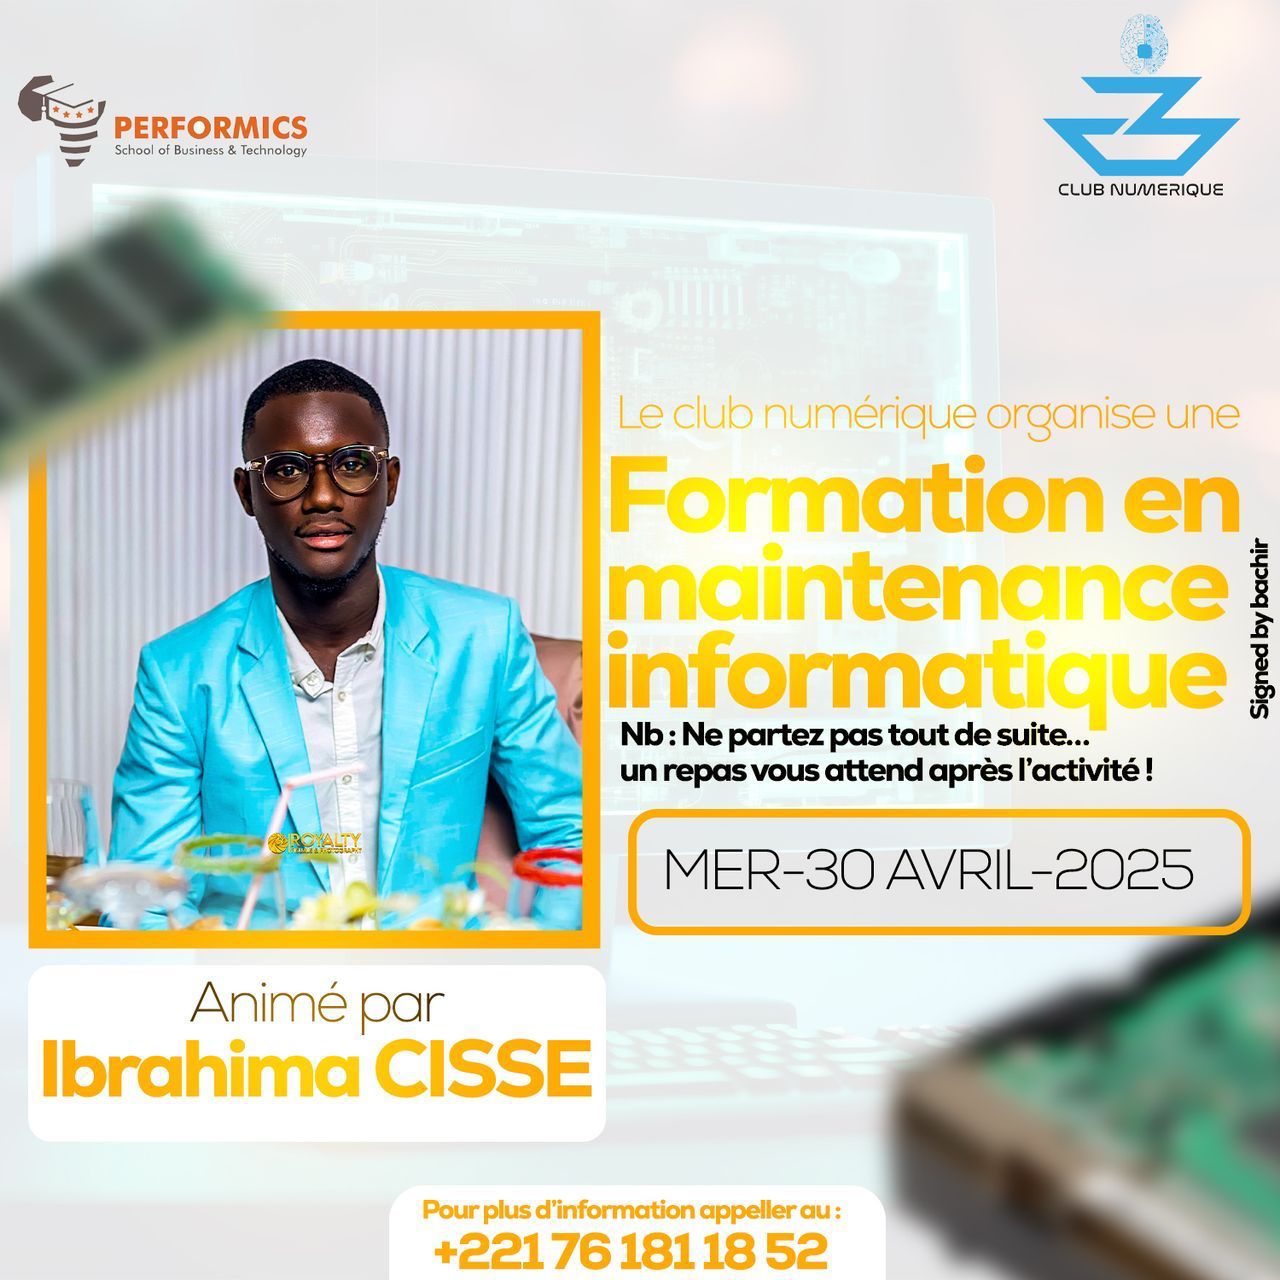 PERFORMICS
School of Business & Technology
CLUB NUMERIQUE
Le club numérique organise une
Formation en
maintenance
informatique
Signed by bachir
Nb : Ne partez pas tout de suite...
un repas vous attend après l'activité !
MER-30 AVRIL-2025
ROYALTY
Animé par
Ibrahima CISSE
Pour plus d'information appeller au :
+221 76 181 18 52